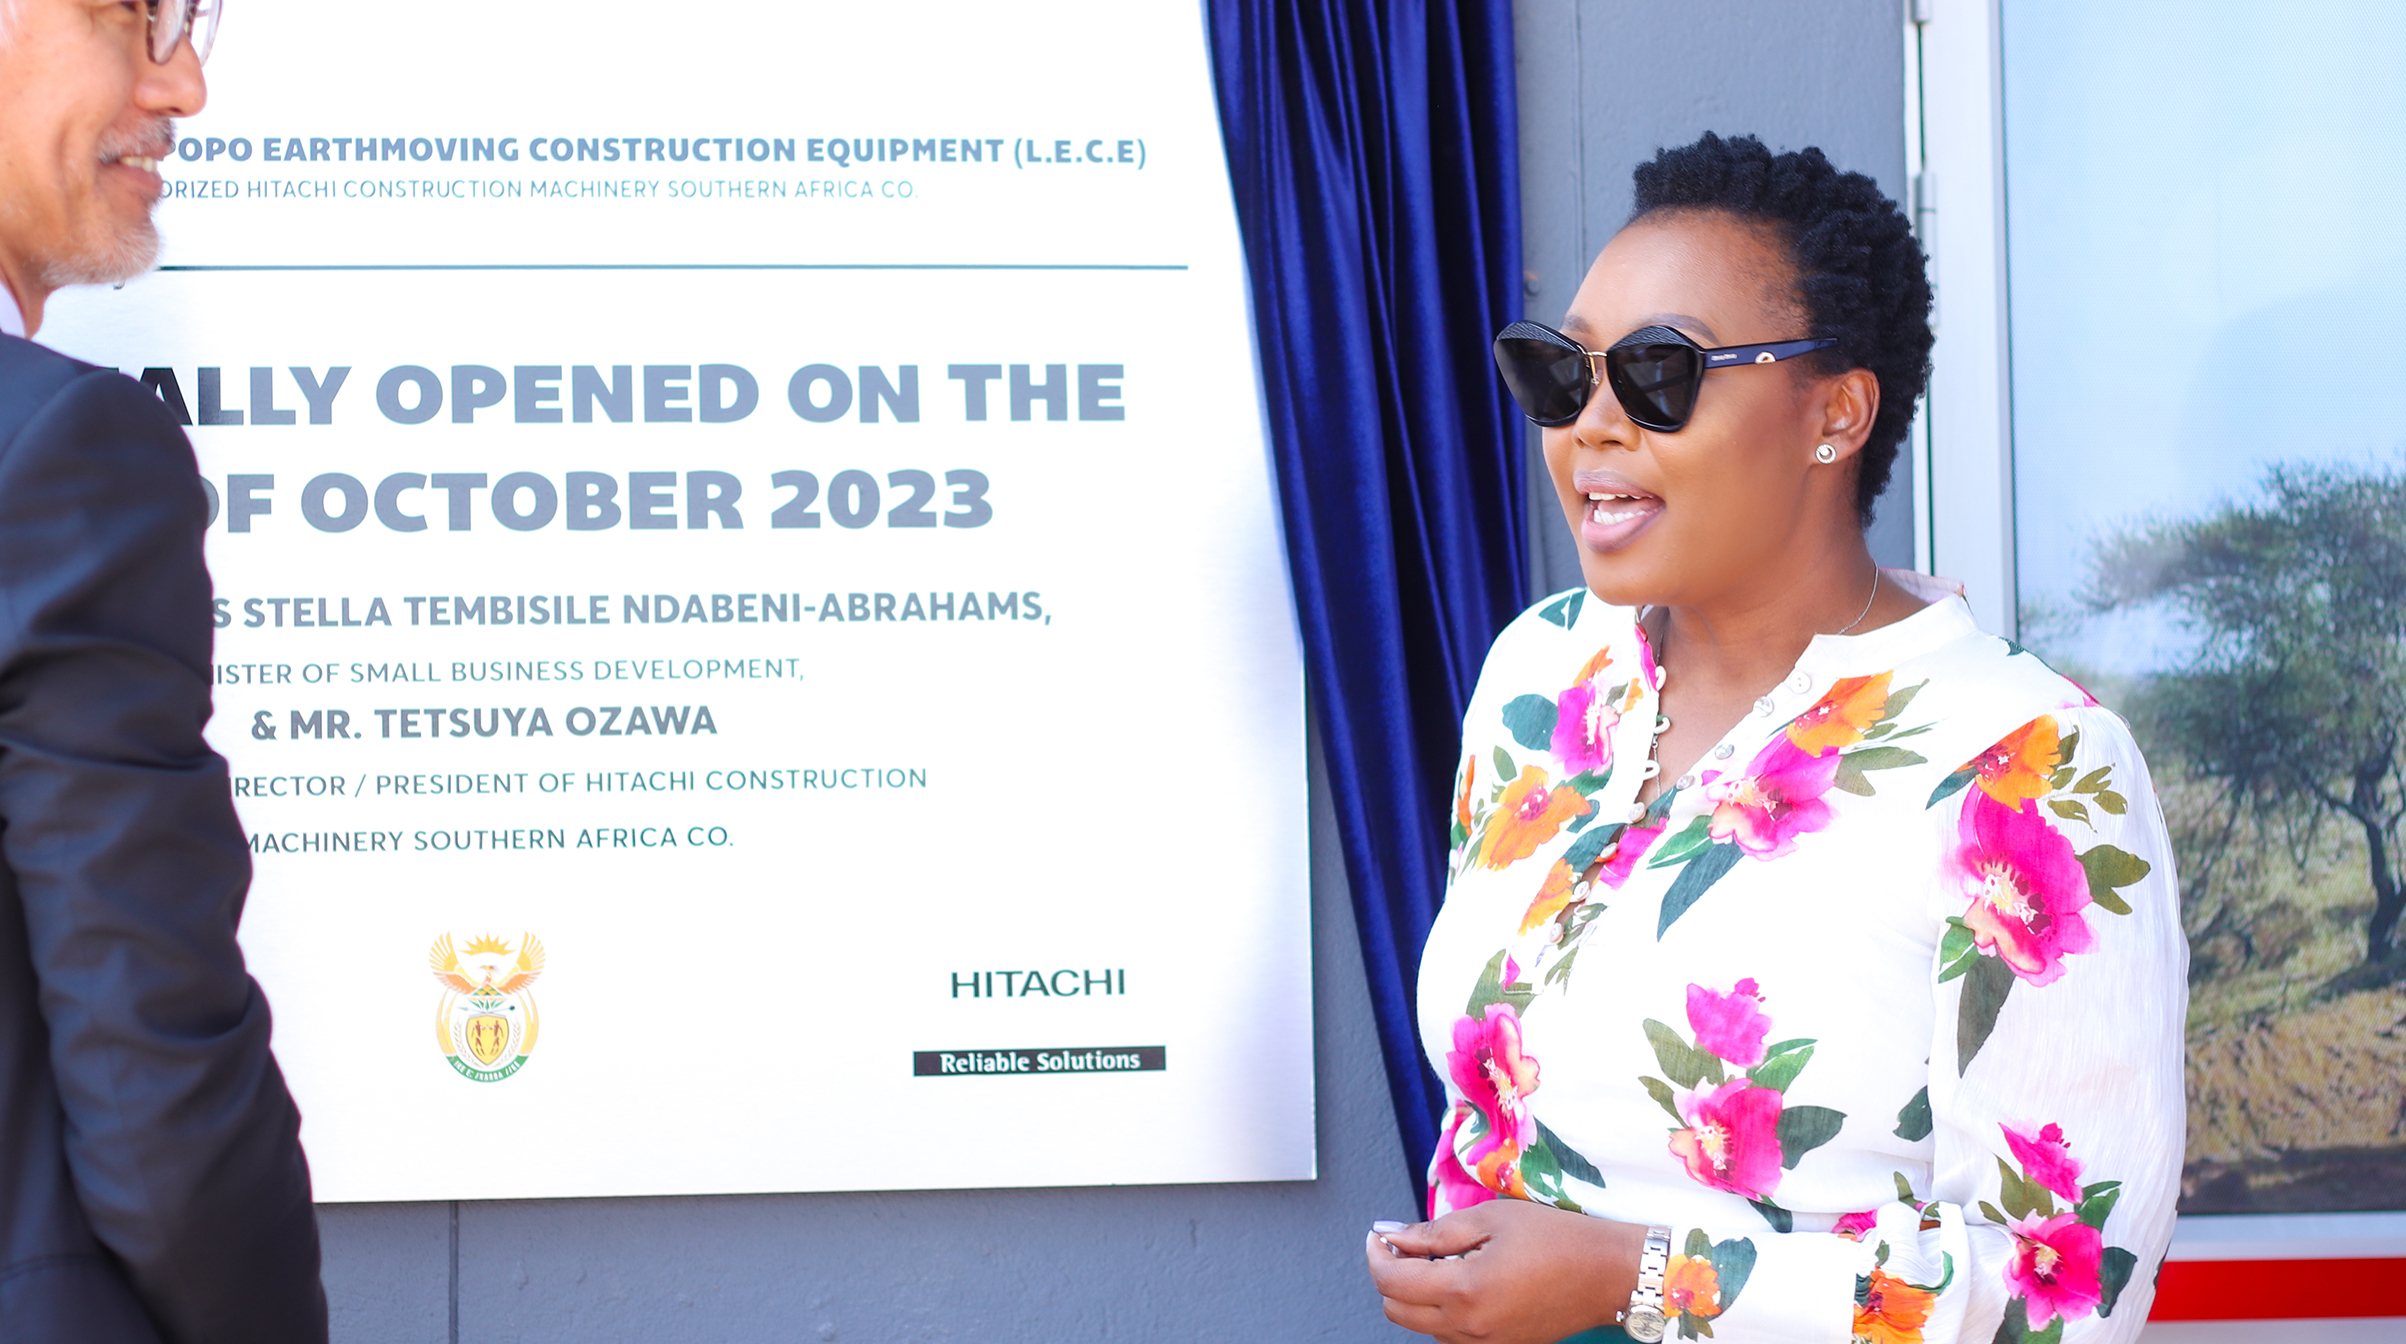 POPO EARTHMOVING CONSTRUCTION EQUIPMENT (L.E.C.E)
ORIZED HITACHI CONSTRUCTION MACHINERY SOUTHERN AFRICA CO.
ALLY OPENED ON THE
OF OCTOBER 2023
S STELLA TEMBISILE NDABENI-ABRAHAMS,
ISTER OF SMALL BUSINESS DEVELOPMENT,
& MR. TETSUYA OZAWA
RECTOR / PRESIDENT OF HITACHI CONSTRUCTION
MACHINERY SOUTHERN AFRICA CO.
HITACHI
Reliable Solutions